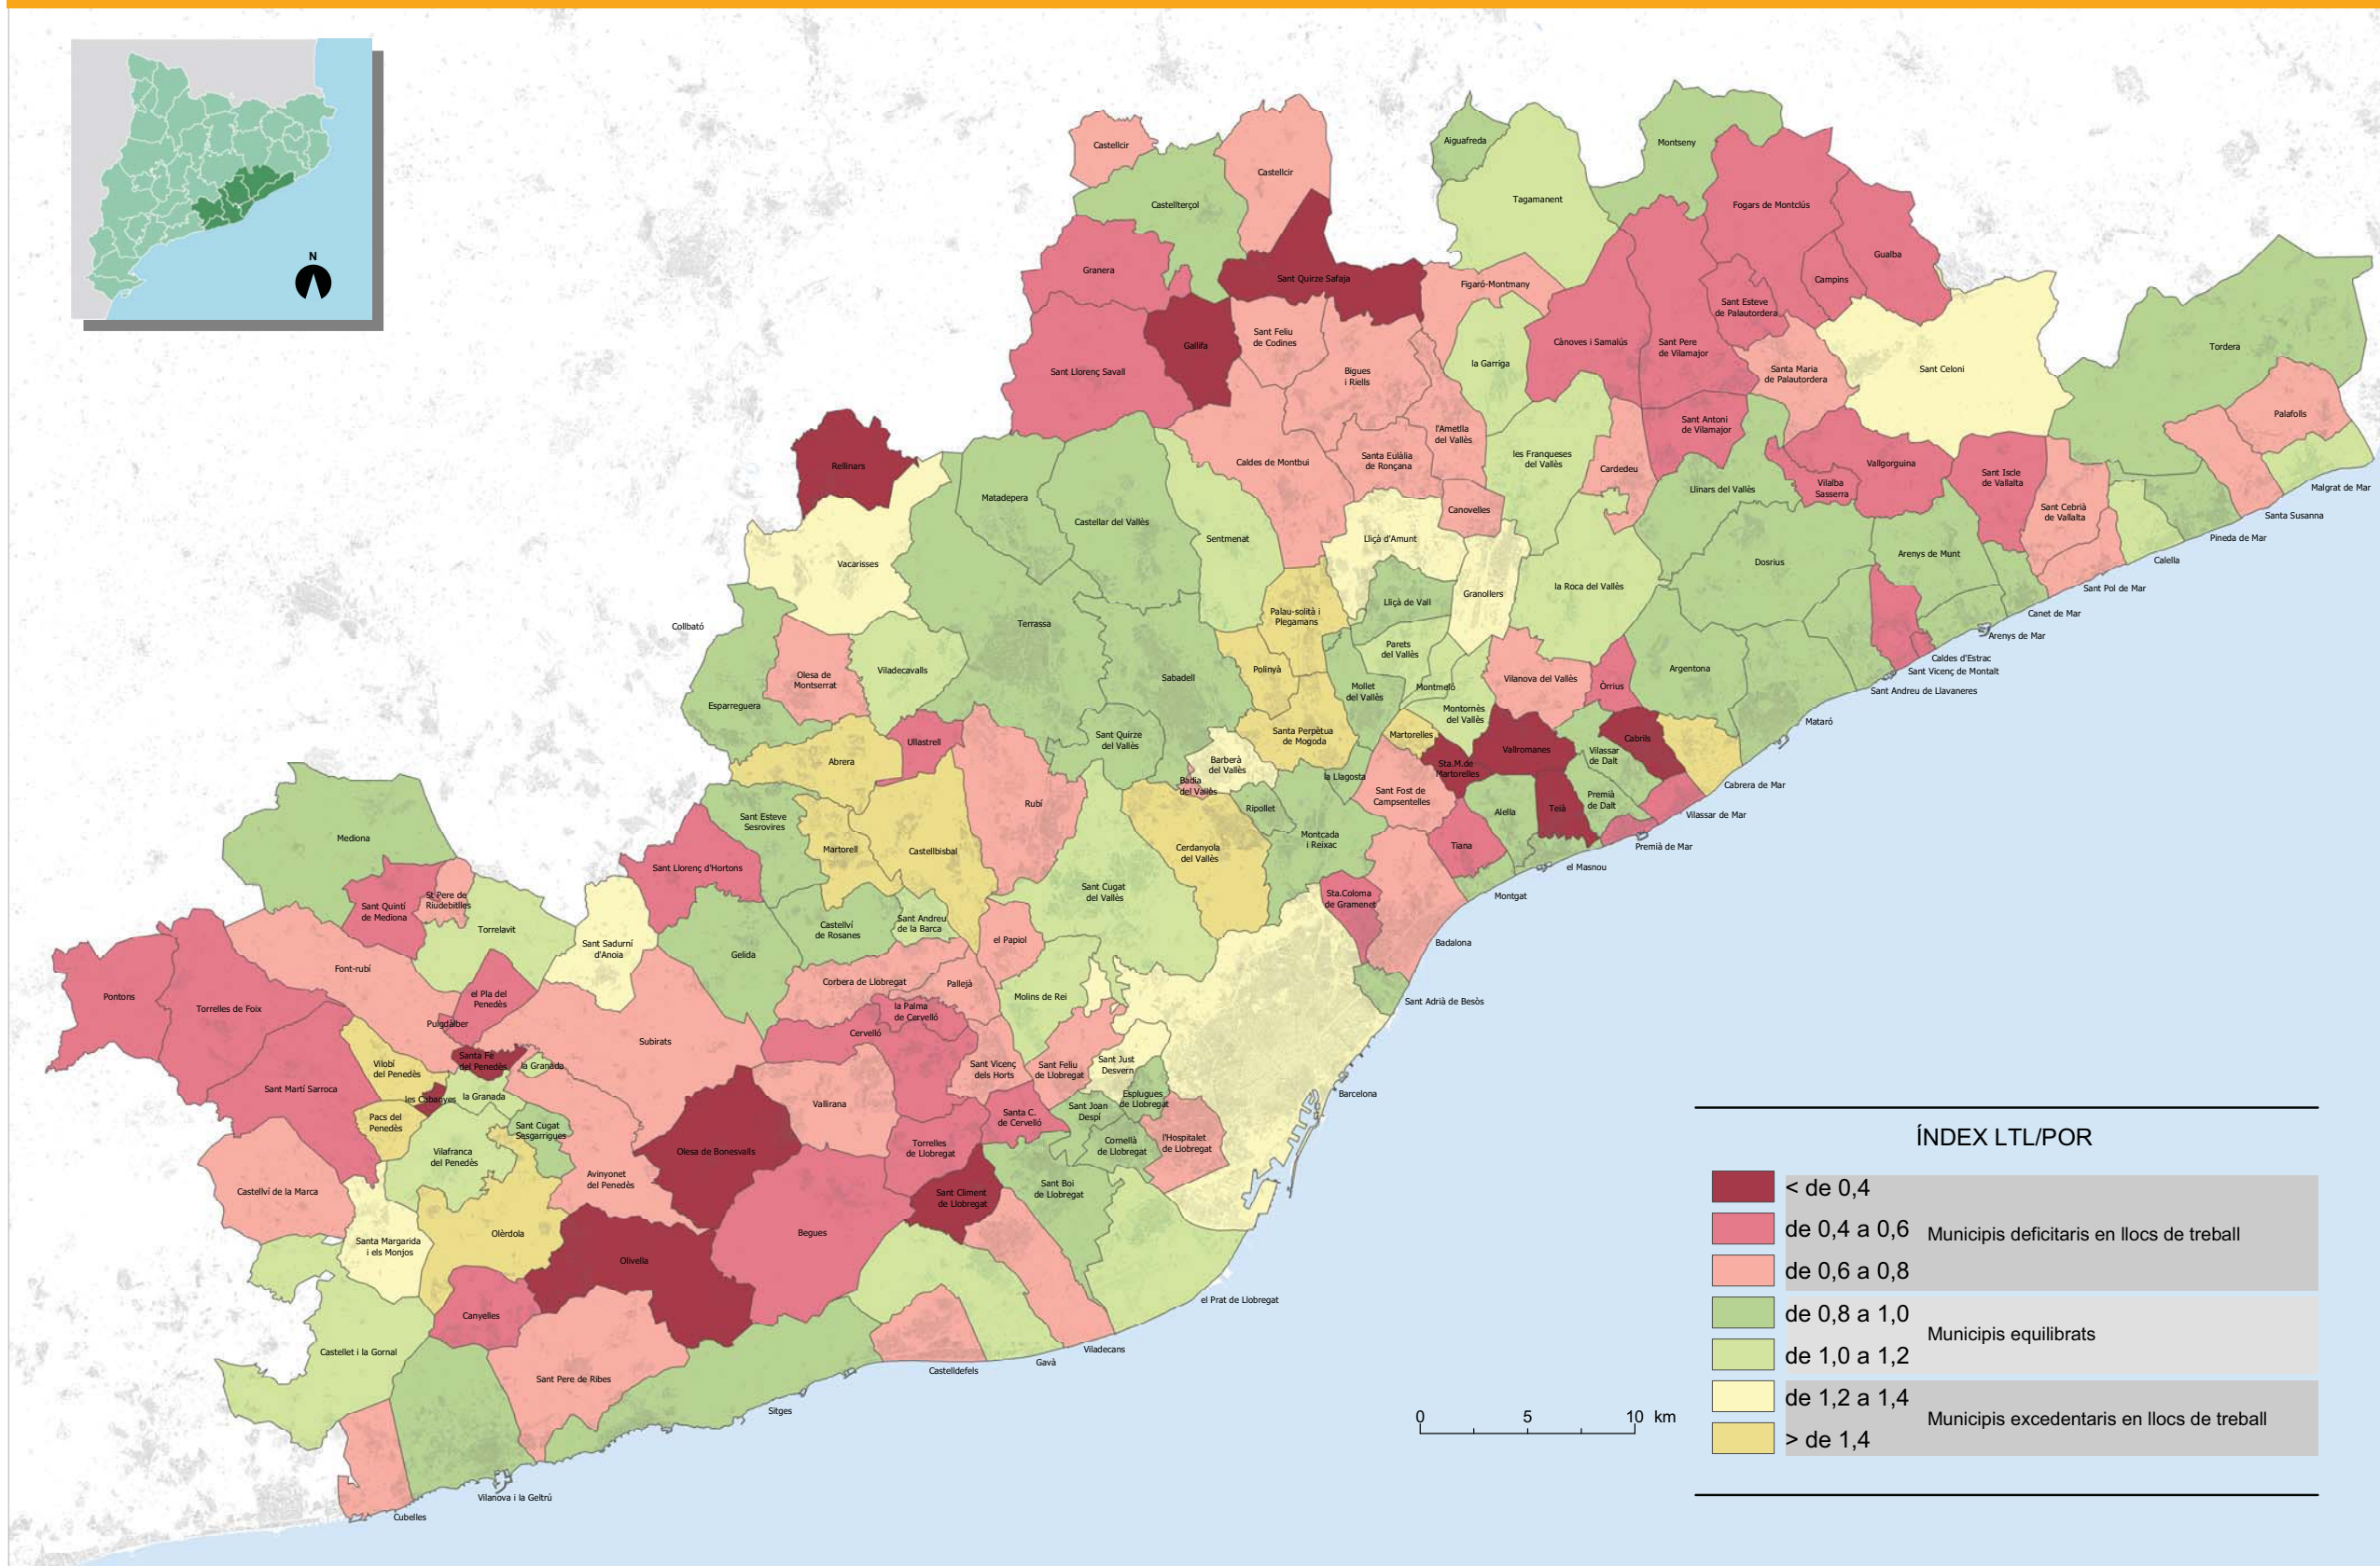 N
Castellcir
Castellterçol
Castellcir
Aiguafreda
Tagamanent
Montseny
Fogars de Montclús
Gualba
Campins
Granera
Sant Quirze Safaja
Figaró-Montmany
Sant Esteve
de Palautordera
Gallifa
Sant Feliu
de Codines
Sant Llorenç Savall
Bigues
i Riells
la Garriga
Cànoves i Samalús
Sant Pere
de Vilamajor
Santa Maria
de Palautordera
Sant Celoni
Tordera
Palafolls
Rellinars
Caldes de Montbui
Santa Eulàlia
de Ronçana
l'Ametlla
del Vallès
les Franqueses
del Vallès
Cardedeu
Sant Antoni
de Vilamajor
Llinars del Vallès
Vilalba
Sasserra
Vallgorguina
Sant Iscle
de Vallalta
Sant Cebrià
de Vallalta
Malgrat de Mar
Santa Susanna
Pineda de Mar
Calella
Sant Pol de Mar
Canet de Mar
Arenys de Mar
Caldes d'Estrac
Sant Vicenç de Montalt
Sant Andreu de Llavaneres
Mataró
Matadepera
Castellar del Vallès
Sentmenat
Canovelles
Lliçà d'Amunt
Granollers
Lliçà de Vall
la Roca del Vallès
Dosrius
Arenys de Munt
Vacarisses
Collbató
Terrassa
Sabadell
Palau-solità i
Plegamans
Polinyà
Parets
del Vallès
Mollet
del Vallès
Montmeló
Montornès
del Vallès
Vilanova del Vallès
Òrrius
Argentona
Olesa de
Montserrat
Viladecavalls
Esparreguera
Ullastrell
Abrera
Sant Quirze
del Vallès
Santa Perpètua
de Mogoda
Martorelles
Sta.M.de
Martorelles
Vallromanes
Vilassar
de Dalt
Cabrils
Cabrera de Mar
Vilassar de Mar
Premià de Mar
Premià
de Dalt
Teià
Alella
el Masnou
Montgat
Tiana
Barberà
del Vallès
Badia
del Vallès
Ripollet
la Llagosta
Sant Fost de
Campsentelles
Montcada
i Reixac
Cerdanyola
del Vallès
Rubí
Castellbisbal
Martorell
Sant Esteve
Sesrovires
Sant Llorenç d'Hortons
Mediona
Sant Quintí
de Mediona
St Pere de
Riudebitlles
Torrelavit
Sant Sadurní
d'Anoia
Gelida
Castellví
de Rosanes
Sant Andreu
de la Barca
el Papiol
Sant Cugat
del Vallès
Sta.Coloma
de Gramenet
Badalona
Sant Adrià de Besòs
Barcelona
Font-rubí
Pontons
Torrelles de Foix
el Pla del
Penedès
Puigdàlber
Subirats
Corbera de Llobregat
Pallejà
Molins de Rei
la Palma
de Cervelló
Cervelló
Sant Martí Sarroca
Vilobí
del Penedès
Santa Fe
del Penedès
la Granada
les Cabanyes
la Granada
Pacs del
Penedès
Sant Cugat
Sesgarrigues
Vilafranca
del Penedès
Avinyonet
del Penedès
Olesa de Bonesvalls
Vallirana
Sant Vicenç
dels Horts
Sant Feliu
de Llobregat
Sant Just
Desvern
Esplugues
de Llobregat
Sant Joan
Despí
Cornellà
de Llobregat
l'Hospitalet
de Llobregat
Santa C.
de Cervelló
Torrelles
de Llobregat
Sant Climent
de Llobregat
Sant Boi
de Llobregat
Castellví de la Marca
Santa Margarida
i els Monjos
Olèrdola
Olivella
Begues
Canyelles
Castellet i la Gornal
Sant Pere de Ribes
el Prat de Llobregat
Viladecans
Gavà
Castelldefels
Sitges
Vilanova i la Geltrú
Cubelles
0 5 10 km
ÍNDEX LTL/POR
< de 0,4
de 0,4 a 0,6 Municipis deficitaris en llocs de treball
de 0,6 a 0,8
de 0,8 a 1,0
Municipis equilibrats
de 1,0 a 1,2
de 1,2 a 1,4
Municipis excedentaris en llocs de treball
> de 1,4